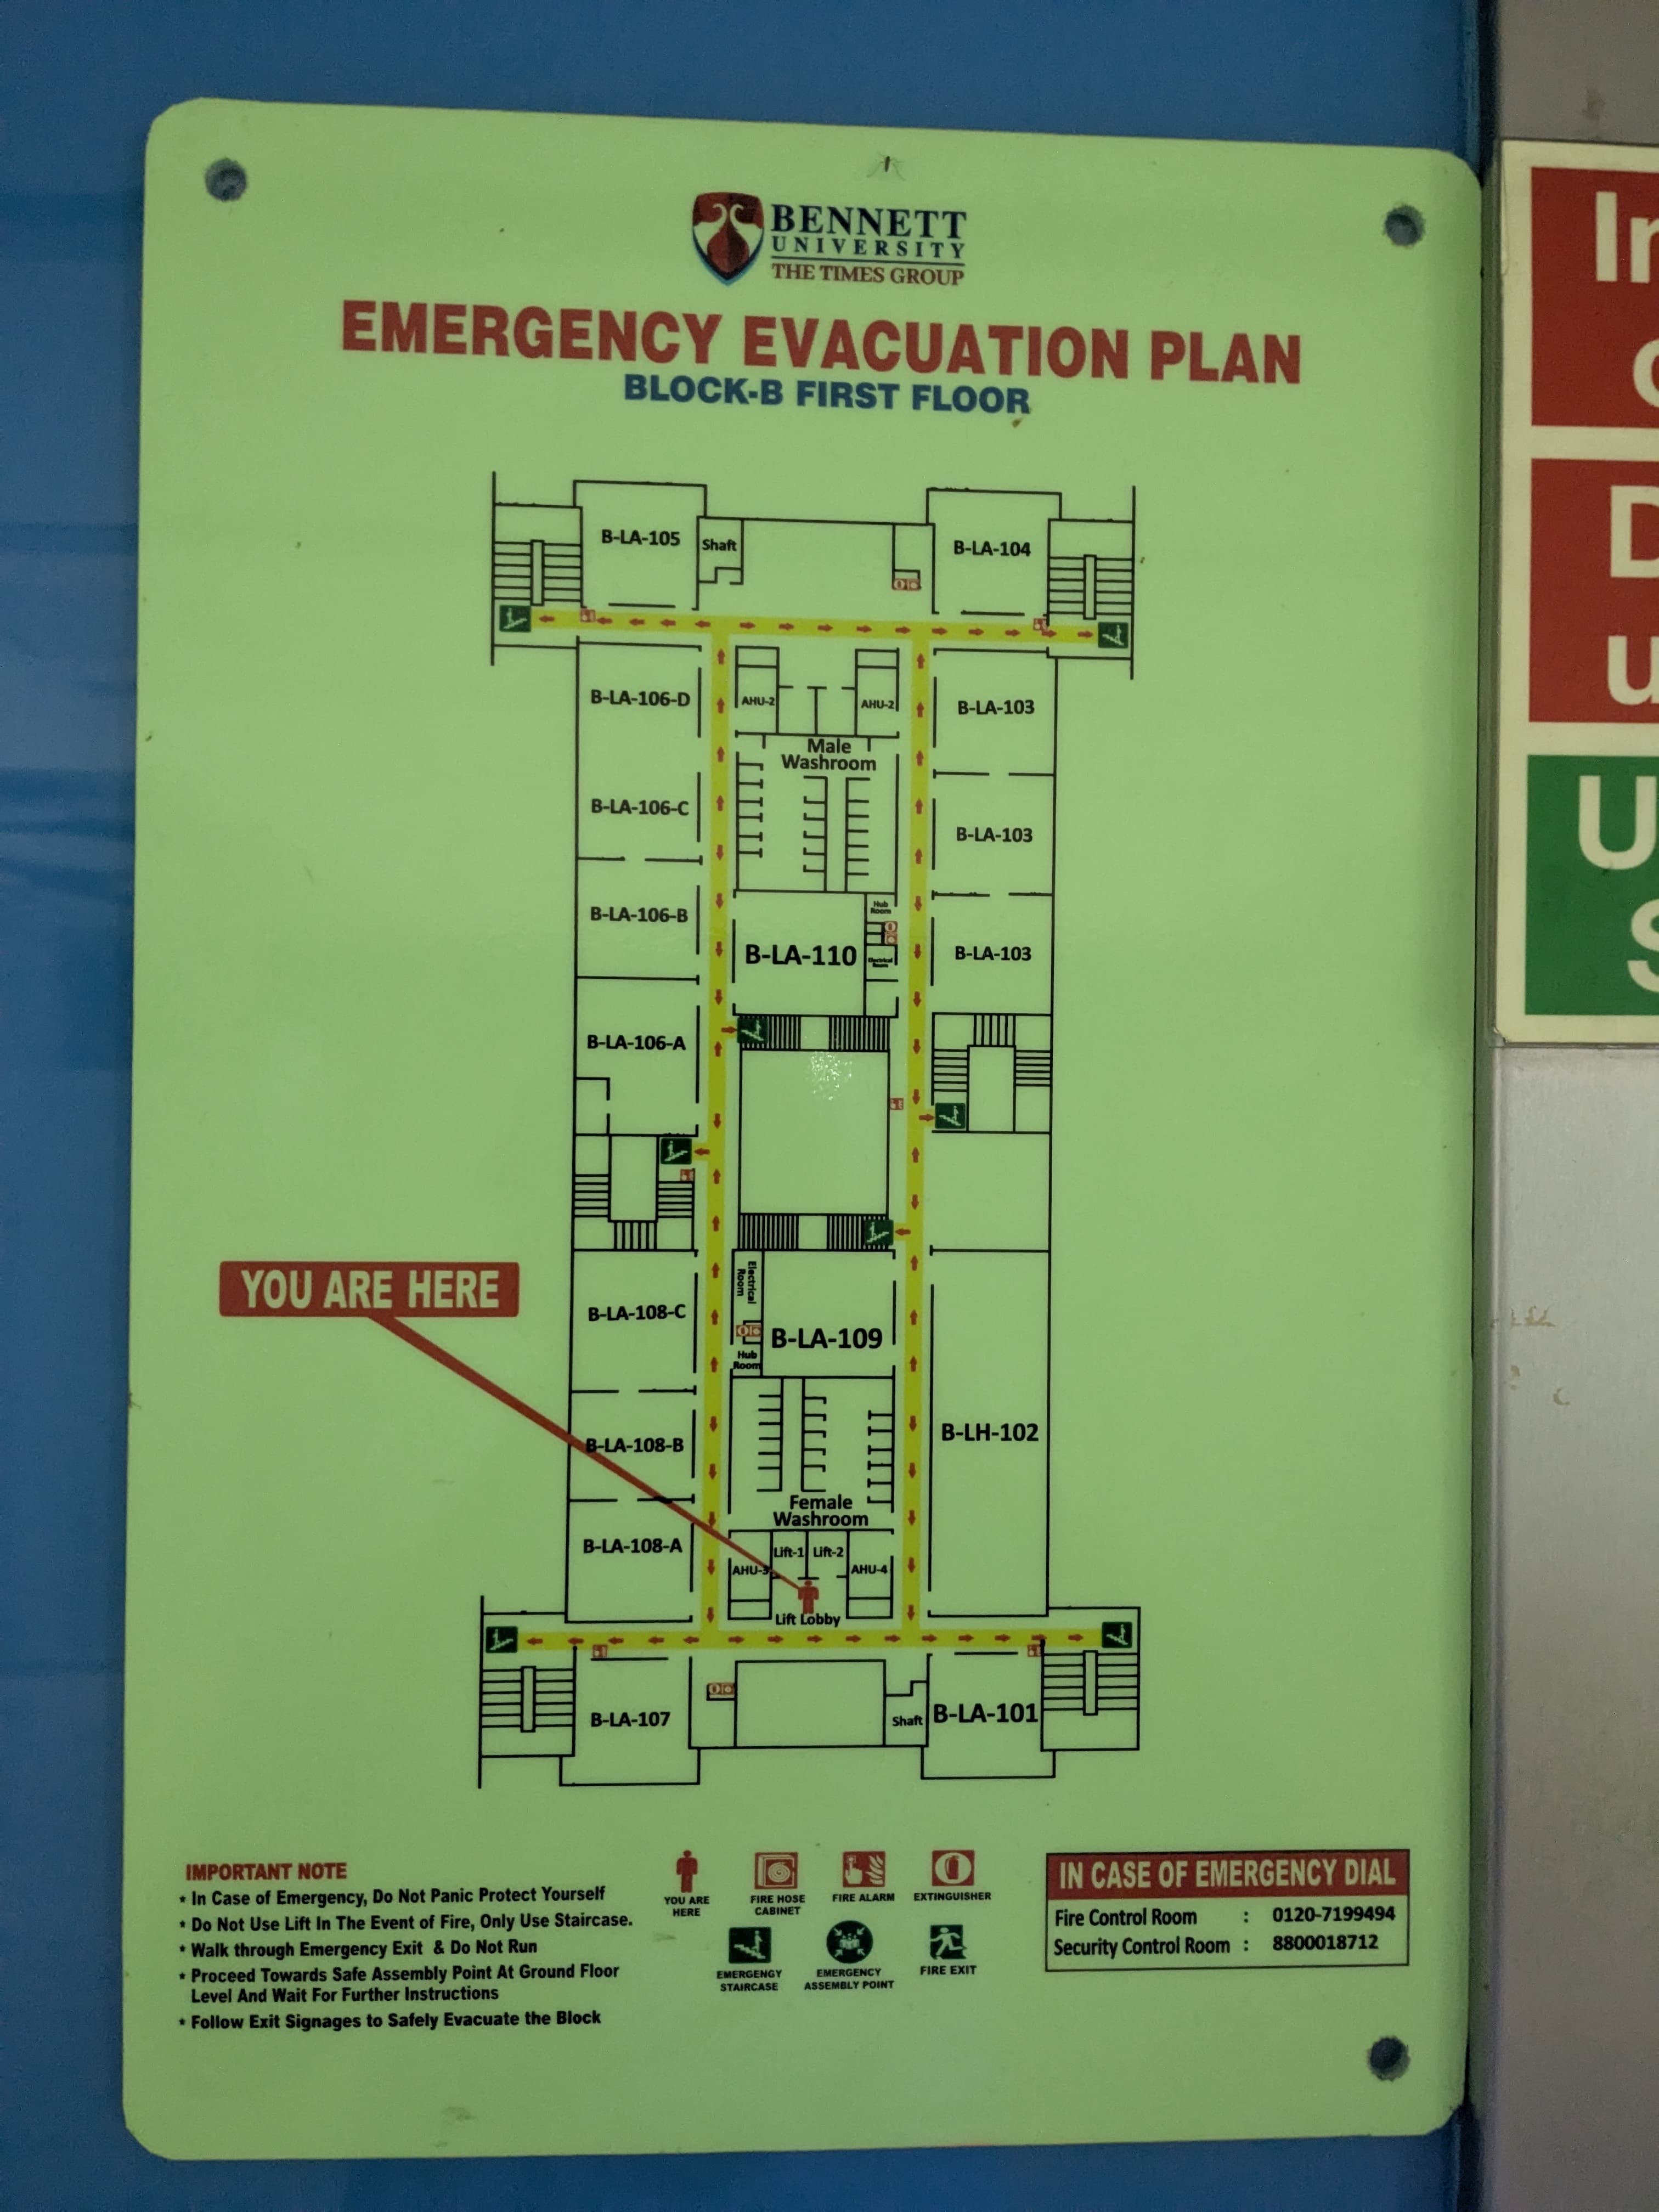 BENNETT
UNIVERSITY
THE TIMES GROUP
EMERGENCY EVACUATION PLAN
BLOCK-B FIRST FLOOR
B-LA-105
Shaft
B-LA-104
B-LA-106-D
AHU-2
AHU-2
B-LA-103
Male
Washroom
B-LA-106-C
B-LA-103
B-LA-106-B
Hub
Room
B-LA-110
Electrical
Room
B-LA-103
B-LA-106-A
YOU ARE HERE
B-LA-108-C
Electrical
Room
B-LA-109
Hub
Room
B-LH-102
B-LA-108-B
Female
Washroom
B-LA-108-A
Lift-1
Lift-2
AHU-3
AHU-4
Lift Lobby
B-LA-107
Shaft
B-LA-101
IMPORTANT NOTE
* In Case of Emergency, Do Not Panic Protect Yourself
* Do Not Use Lift In The Event of Fire, Only Use Staircase.
* Walk through Emergency Exit & Do Not Run
* Proceed Towards Safe Assembly Point At Ground Floor
Level And Wait For Further Instructions
* Follow Exit Signages to Safely Evacuate the Block
YOU ARE
HERE
FIRE HOSE
CABINET
FIRE ALARM
EXTINGUISHER
EMERGENCY
STAIRCASE
EMERGENCY
ASSEMBLY POINT
FIRE EXIT
IN CASE OF EMERGENCY DIAL
Fire Control Room : 0120-7199494
Security Control Room : 8800018712
In
D
u
U
S